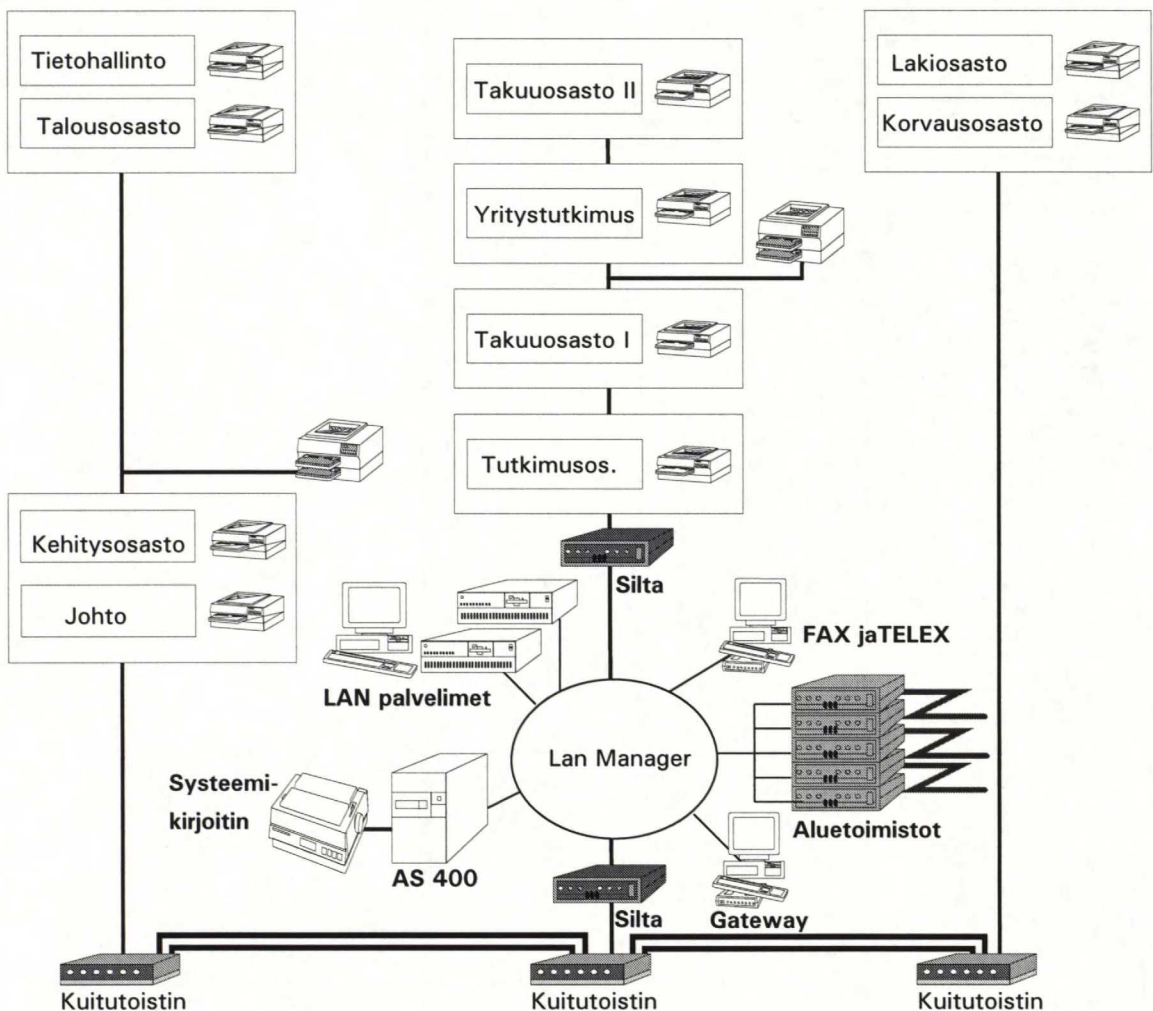 Tietohallinto
Talousosasto
Takuuosasto II
Lakiosasto
Korvausosasto
Yritystutkimus
Takuuosasto I
Tutkimusos.
Kehitysosasto
Johto
Silta
FAX jaTELEX
LAN palvelimet
Lan Manager
Systeemi-
kirjoitin
AS 400
Aluetoimistot
Silta
Gateway
Kuitutoistin
Kuitutoistin
Kuitutoistin